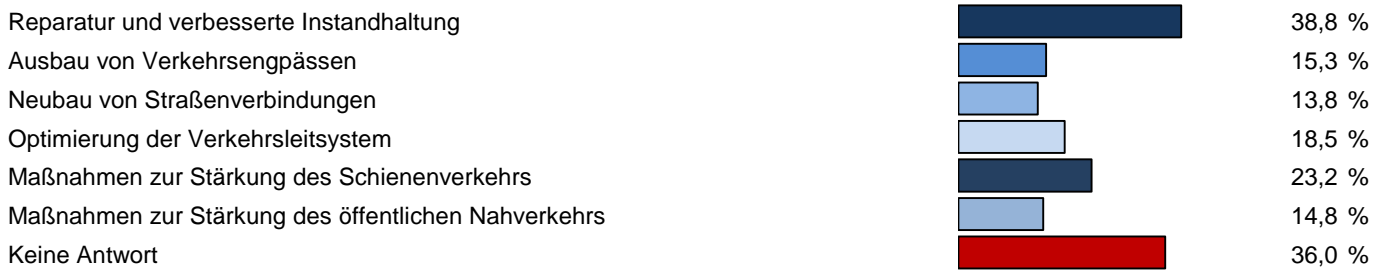 Reparatur und verbesserte Instandhaltung 38,8 %
Ausbau von Verkehrsengpässen 15,3 %
Neubau von Straßenverbindungen 13,8 %
Optimierung der Verkehrsleitsystem 18,5 %
Maßnahmen zur Stärkung des Schienenverkehrs 23,2 %
Maßnahmen zur Stärkung des öffentlichen Nahverkehrs 14,8 %
Keine Antwort 36,0 %